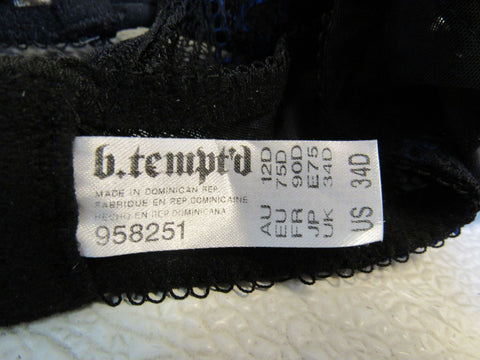 b.tempt'd
MADE IN DOMINICAN REP.
FABRIQUE EN REP. DOMINICAINE
HECHO EN REP. DOMINICANA
958251
AU 12D
EU 75D
FR 90D
JP E75
UK 34D
US 34D